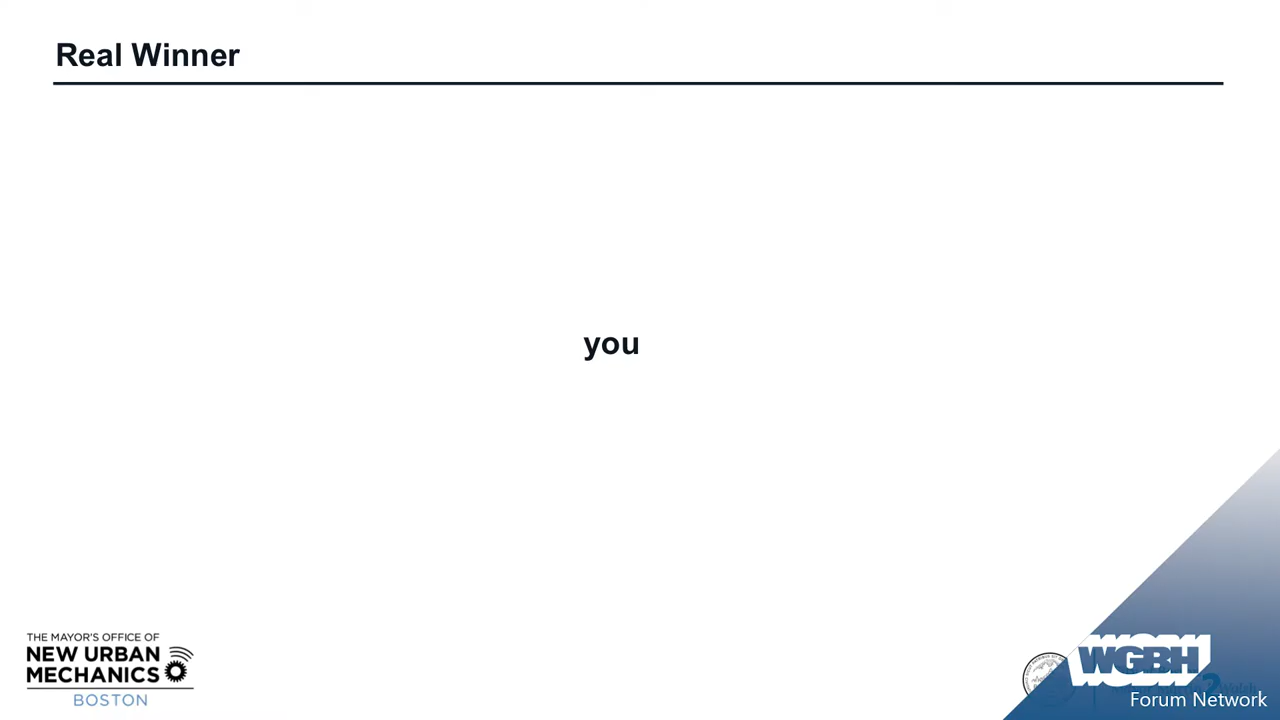 Real Winner
you
THE MAYOR'S OFFICE OF
NEW URBAN
MECHANICS
BOSTON
WGBH
Forum Network